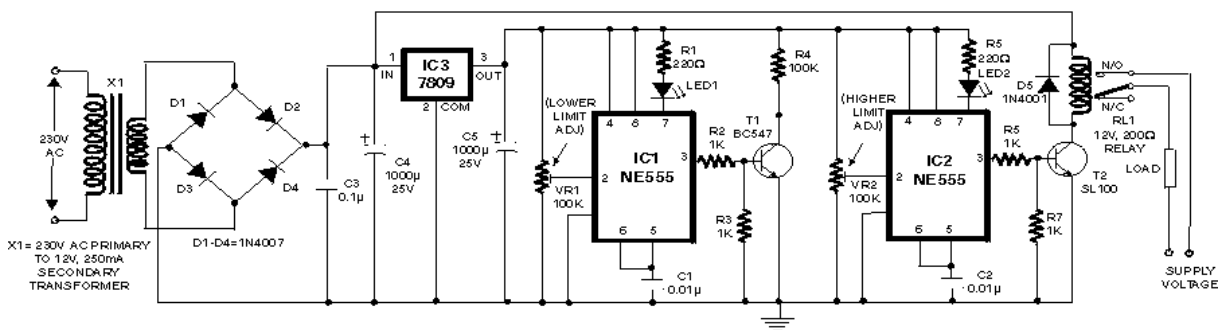 X1
230V
AC
D1
D2
D3
D4
D1-D4=1N4007
X1= 230V AC PRIMARY
TO 12V, 250mA
SECONDARY
TRANSFORMER
C3
0.1µ
C4
1000µ
25V
1
IN
IC3
7809
3
OUT
2
COM
C5
1000µ
25V
(LOWER
LIMIT
ADJ)
VR1
100K
R1
220Ω
LED1
4
8
7
2
IC1
NE555
3
6
5
C1
0.01µ
R2
1K
R3
1K
R4
100K
T1
BC547
(HIGHER
LIMIT
ADJ)
VR2
100K
R5
220Ω
LED2
4
8
7
2
IC2
NE555
3
6
5
C2
0.01µ
R5
1K
R7
1K
D5
1N4001
T2
SL100
N/O
N/C
RL1
12V, 200Ω
RELAY
LOAD
SUPPLY
VOLTAGE